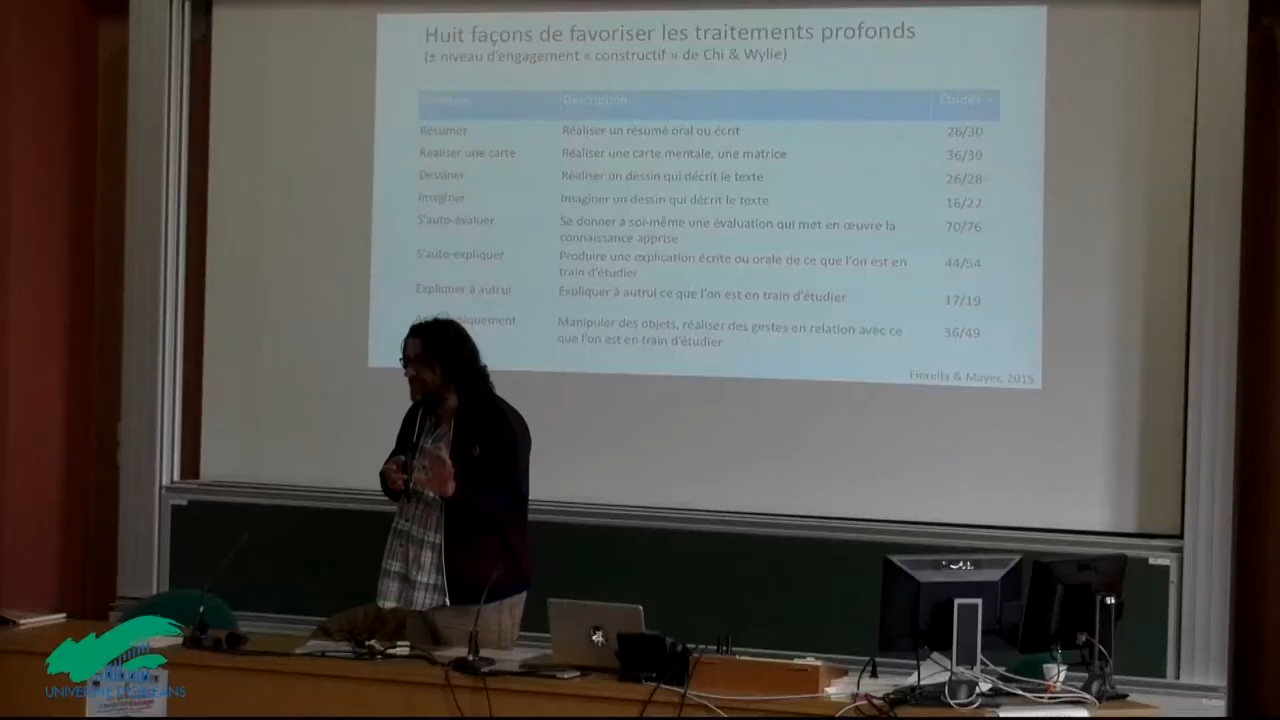 Huit façons de favoriser les traitements profonds
(± niveau d'engagement « constructif » de Chi & Wylie)
Stratégie Description Etudes +
Résumer Réaliser un résumé oral ou écrit 26/30
Réaliser une carte Réaliser une carte mentale, une matrice 36/39
Dessiner Réaliser un dessin qui décrit le texte 26/28
Imaginer Imaginer un dessin qui décrit le texte 16/22
S'auto-évaluer Se donner à soi-même une évaluation qui met en œuvre la 70/76
connaissance apprise
S'auto-expliquer Produire une explication écrite ou orale de ce que l'on est en 44/54
train d'étudier
Expliquer à autrui Expliquer à autrui ce que l'on est en train d'étudier 17/19
Manipuler des objets, réaliser des gestes en relation avec ce 36/49
que l'on est en train d'étudier
Fiorella & Mayer, 2015
UNIVERSITÉ D'ORLÉANS